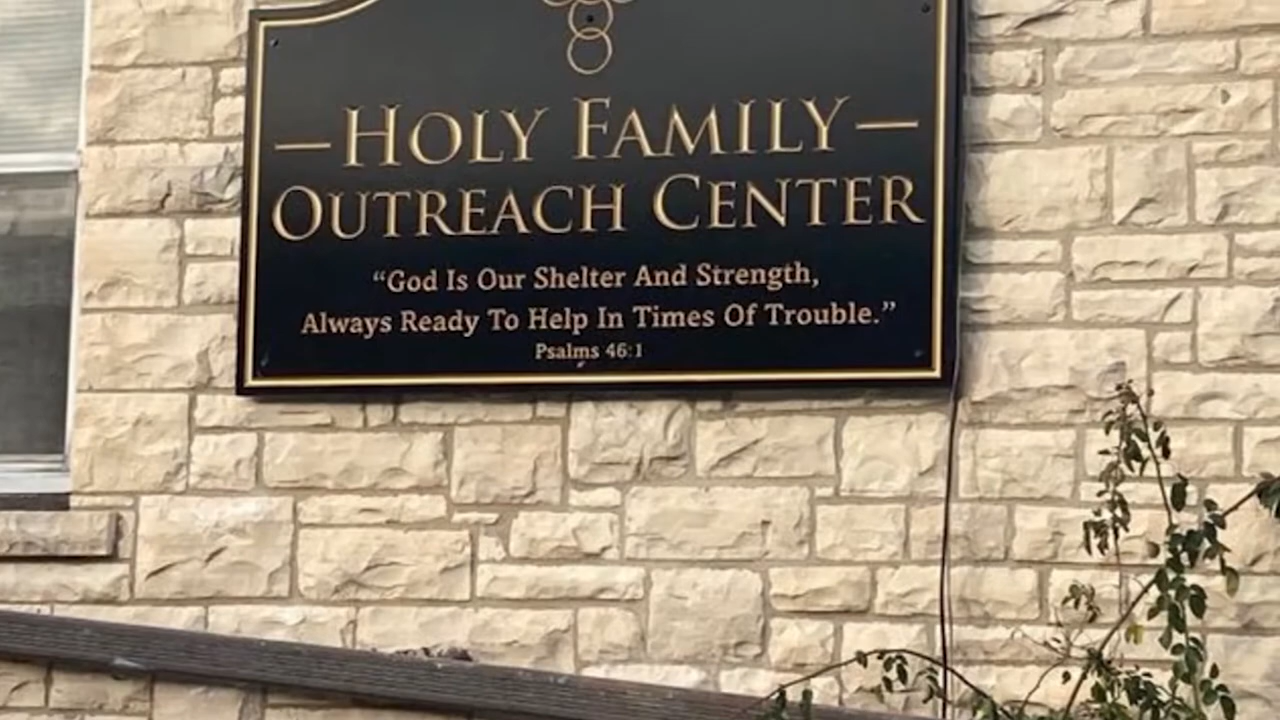 HOLY FAMILY
OUTREACH CENTER
“God Is Our Shelter And Strength,
Always Ready To Help In Times Of Trouble.”
Psalms 46:1